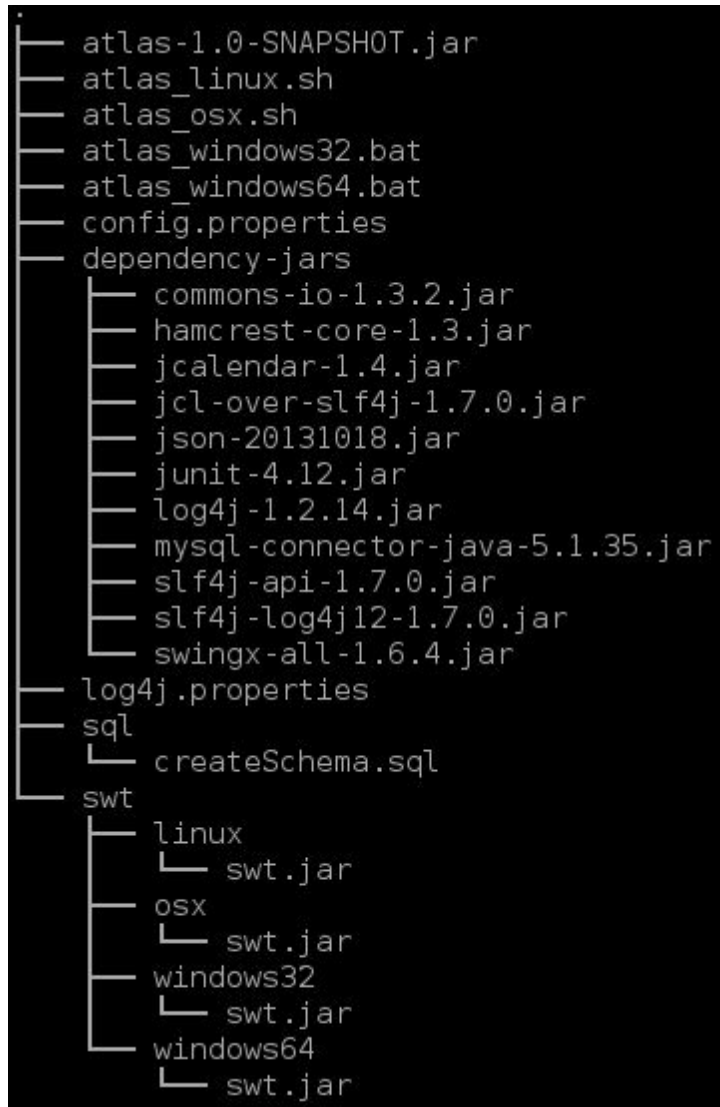 .
├── atlas-1.0-SNAPSHOT.jar
├── atlas_linux.sh
├── atlas_osx.sh
├── atlas_windows32.bat
├── atlas_windows64.bat
├── config.properties
├── dependency-jars
│   ├── commons-io-1.3.2.jar
│   ├── hamcrest-core-1.3.jar
│   ├── jcalendar-1.4.jar
│   ├── jcl-over-slf4j-1.7.0.jar
│   ├── json-20131018.jar
│   ├── junit-4.12.jar
│   ├── log4j-1.2.14.jar
│   ├── mysql-connector-java-5.1.35.jar
│   ├── slf4j-api-1.7.0.jar
│   ├── slf4j-log4j12-1.7.0.jar
│   └── swingx-all-1.6.4.jar
├── log4j.properties
├── sql
│   └── createSchema.sql
└── swt
    ├── linux
    │   └── swt.jar
    ├── osx
    │   └── swt.jar
    ├── windows32
    │   └── swt.jar
    └── windows64
        └── swt.jar